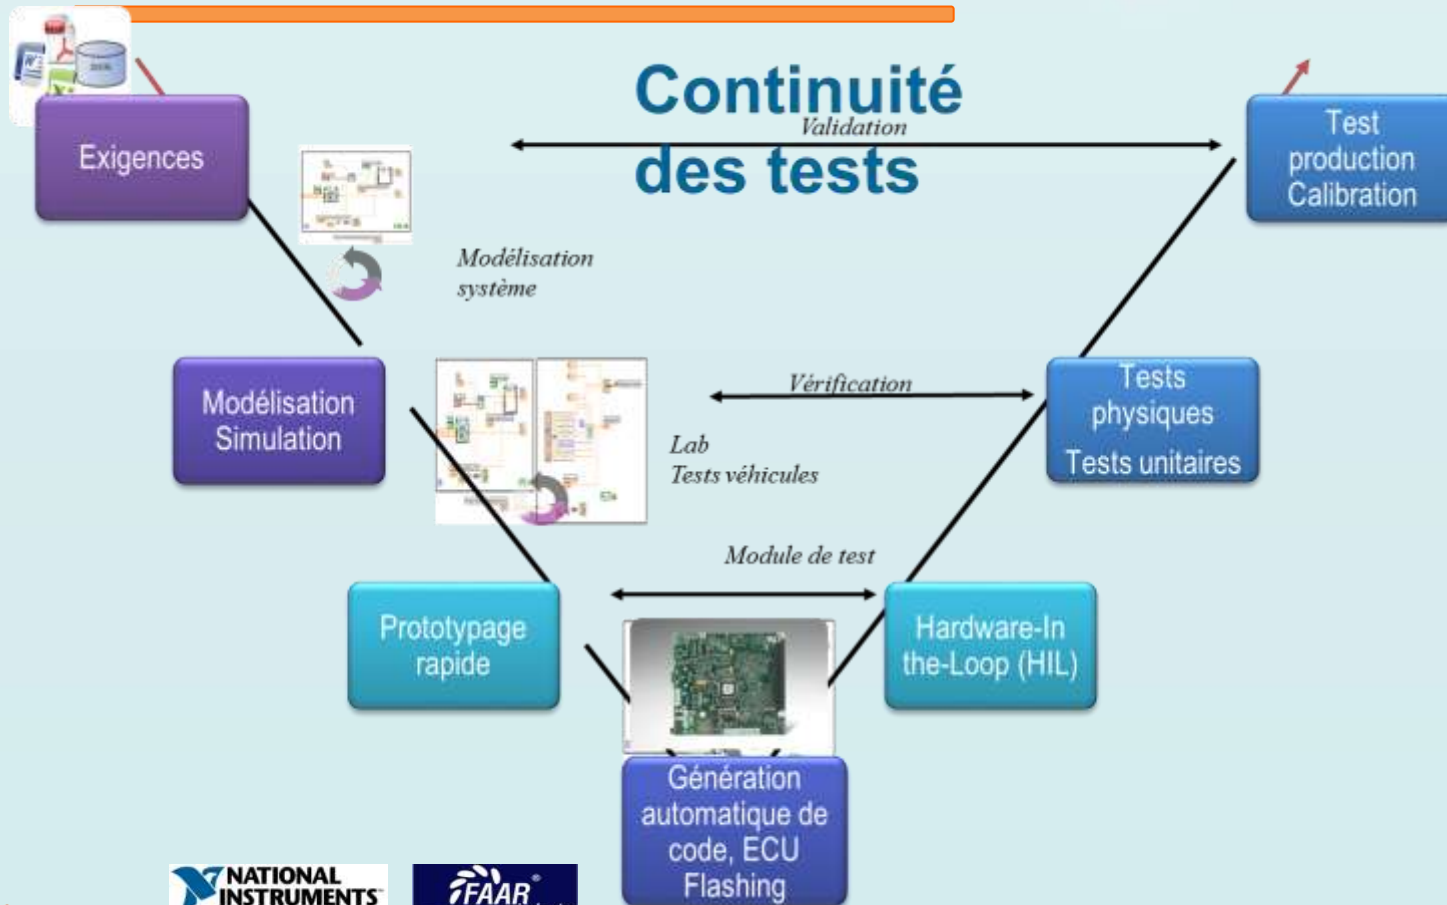 Continuité
des tests
Validation
Exigences
Test
production
Calibration
Modélisation
système
Modélisation
Simulation
Vérification
Lab
Tests véhicules
Tests
physiques
Tests unitaires
Module de test
Prototypage
rapide
Hardware-In
the-Loop (HIL)
Génération
automatique de
code, ECU
Flashing
NATIONAL
INSTRUMENTS
FAAR